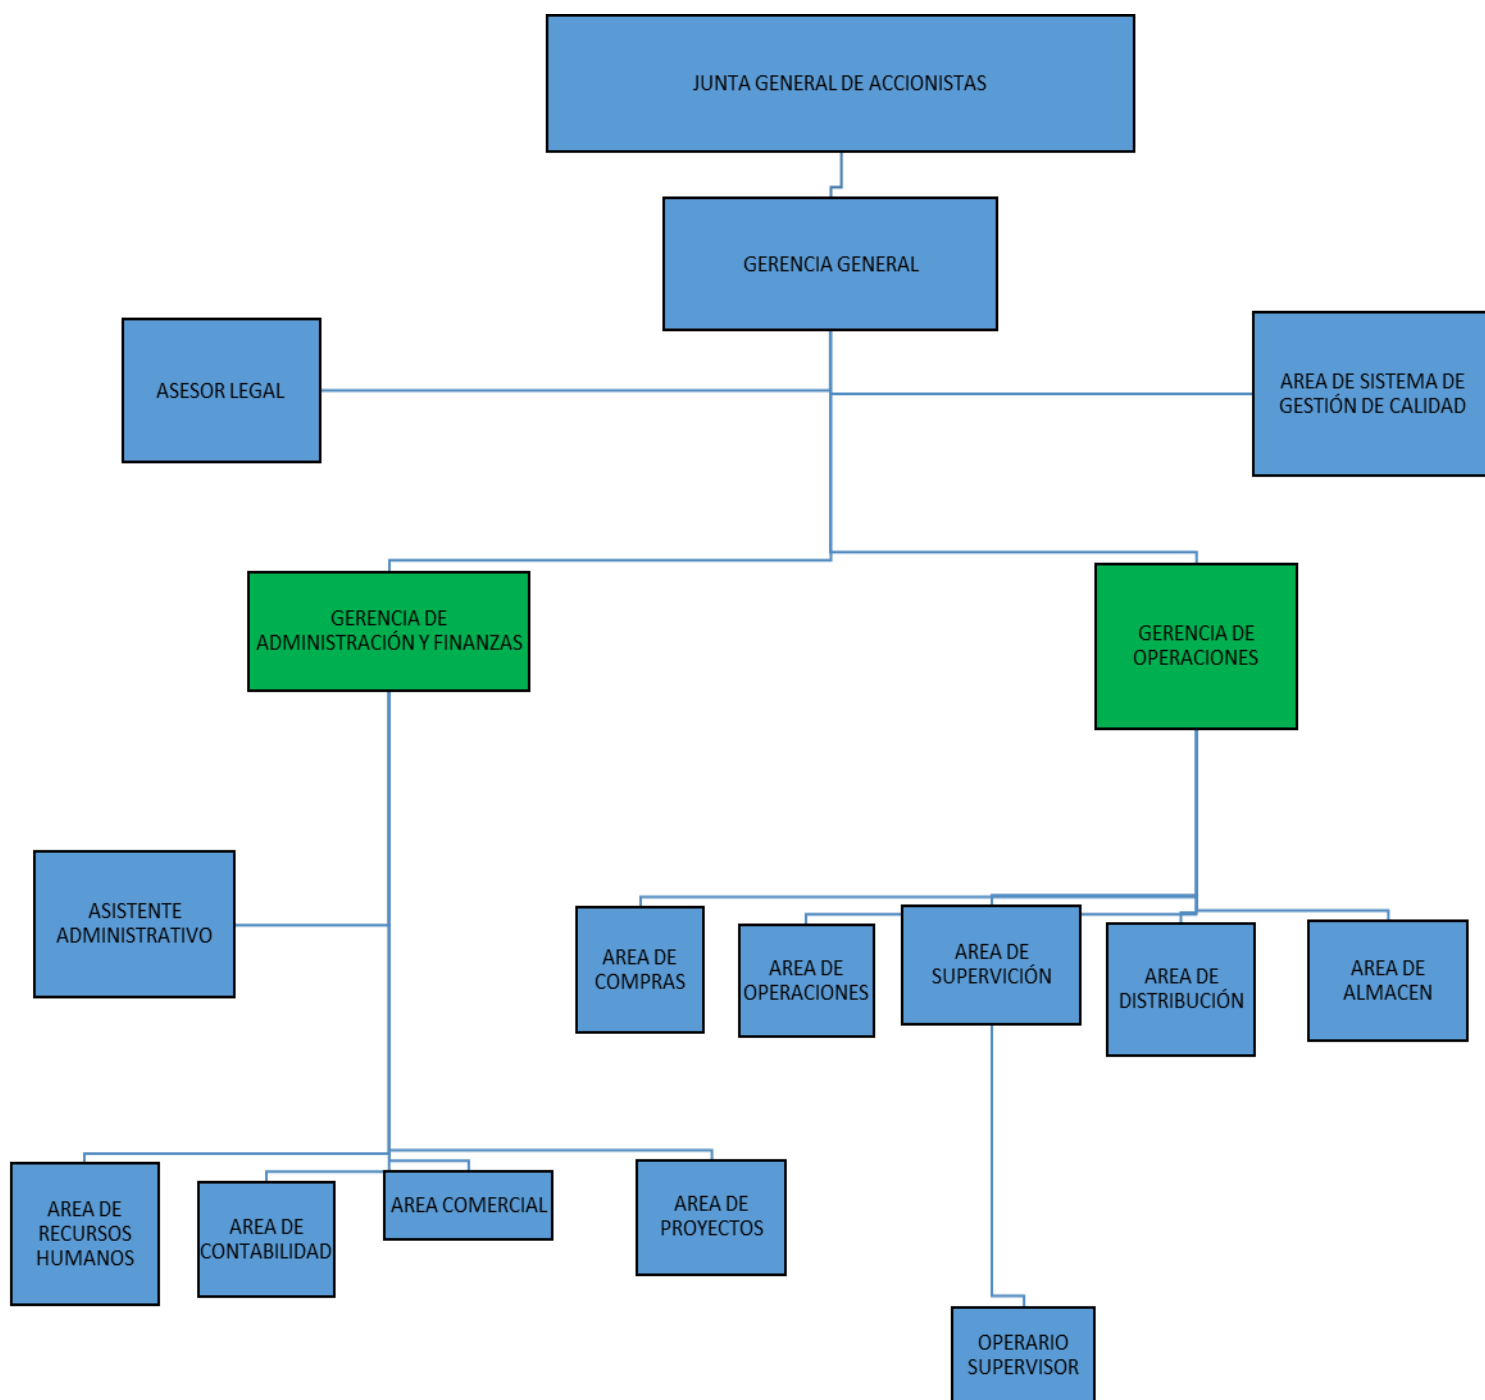 JUNTA GENERAL DE ACCIONISTAS
GERENCIA GENERAL
ASESOR LEGAL
AREA DE SISTEMA DE
GESTIÓN DE CALIDAD
GERENCIA DE
ADMINISTRACIÓN Y FINANZAS
GERENCIA DE
OPERACIONES
ASISTENTE
ADMINISTRATIVO
AREA DE
COMPRAS
AREA DE
OPERACIONES
AREA DE
SUPERVICIÓN
AREA DE
DISTRIBUCIÓN
AREA DE
ALMACEN
AREA DE
RECURSOS
HUMANOS
AREA DE
CONTABILIDAD
AREA COMERCIAL
AREA DE
PROYECTOS
OPERARIO
SUPERVISOR